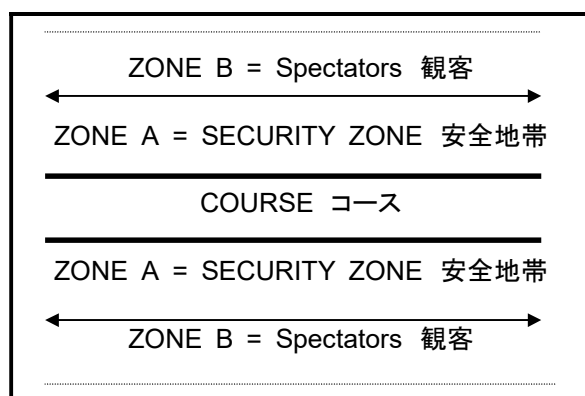 ZONE B = Spectators 観客
ZONE A = SECURITY ZONE 安全地帯
COURSE コース
ZONE A = SECURITY ZONE 安全地帯
ZONE B = Spectators 観客